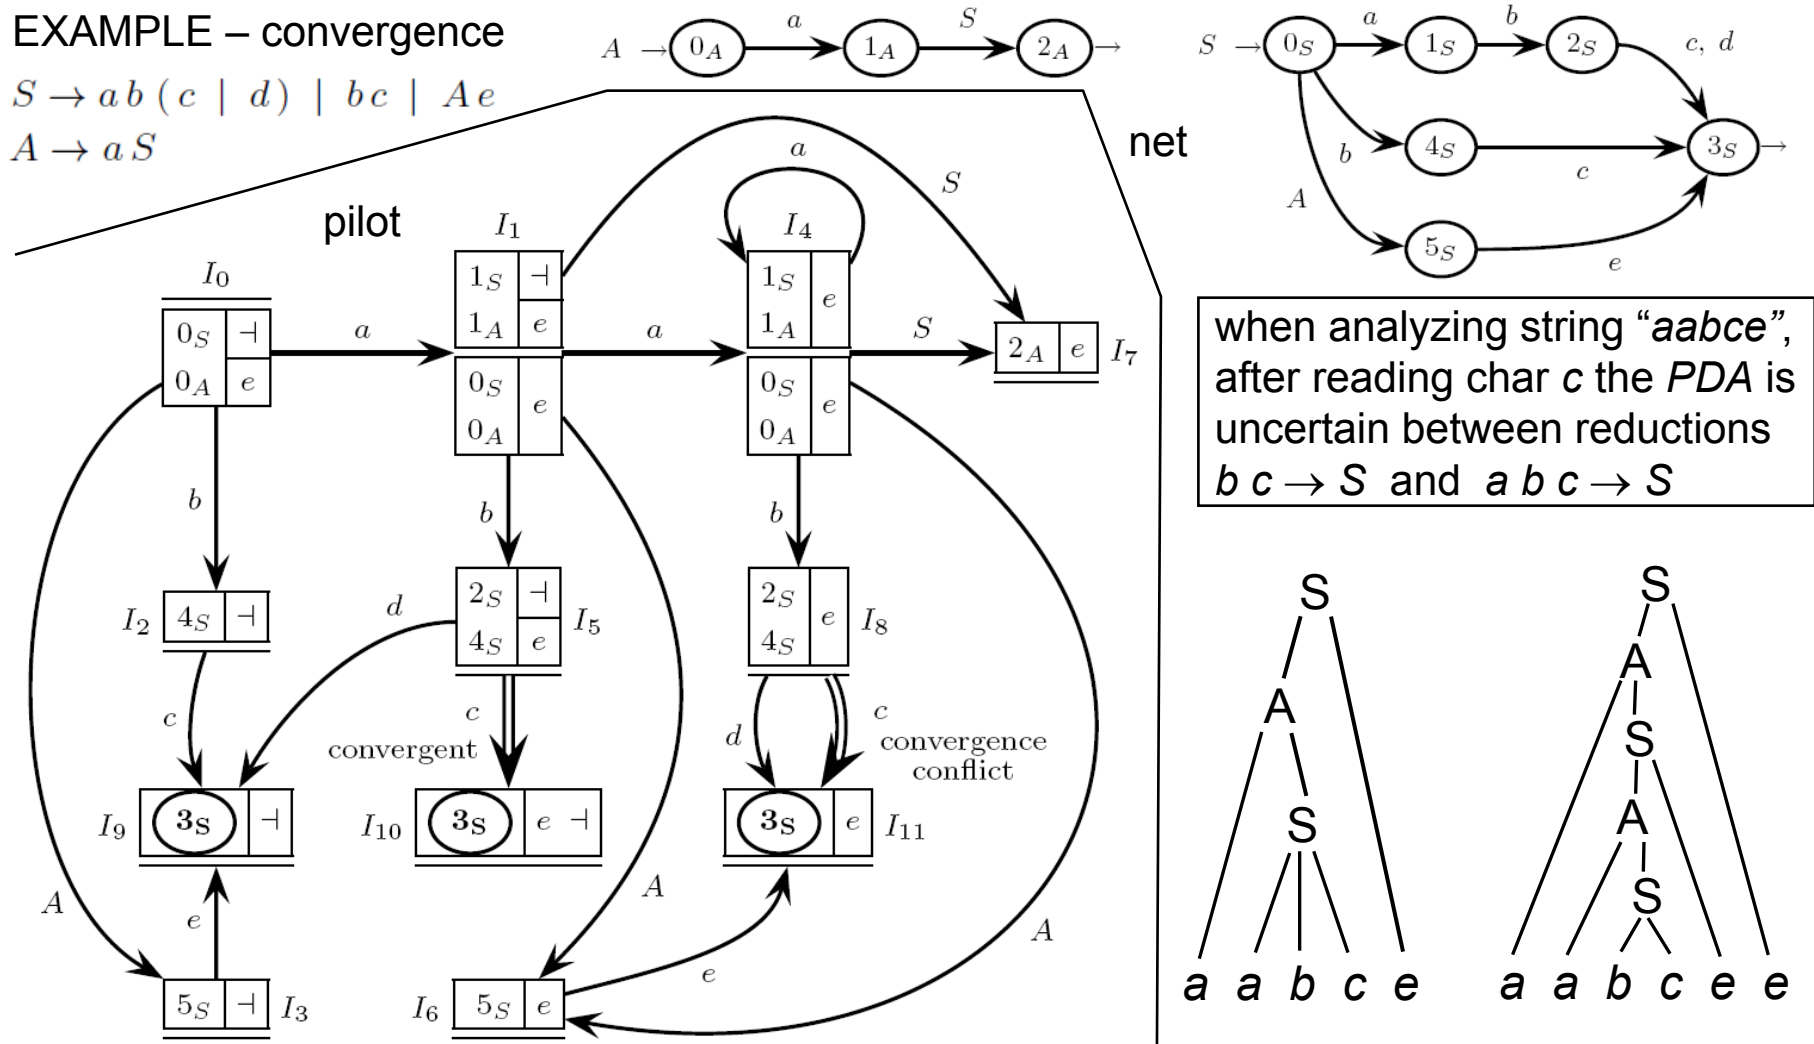 EXAMPLE – convergence
S → a b ( c | d ) | b c | A e
A → a S
A → 0A a 1A S 2A →
S → 0S a 1S b 2S c, d
b 4S c 3S →
A 5S e
net
pilot
I0
0S ⊣
0A e
a
I1
1S ⊣
1A e
0S e
0A
a
I4
a
1S e
1A
0S e
0A
S
S
2A e I7
b
b
b
I2 4S ⊣
d
2S ⊣ I5
4S e
2S e I8
4S
c
c
convergent
d
c
convergence
conflict
I9 3S ⊣
I10 3S e ⊣
3S e I11
A
e
A
e
A
5S ⊣ I3
I6 5S e
when analyzing string “aabce”,
after reading char c the PDA is
uncertain between reductions
b c → S and a b c → S
S
A
S
a a b c e
S
A
S
A
S
a a b c e e